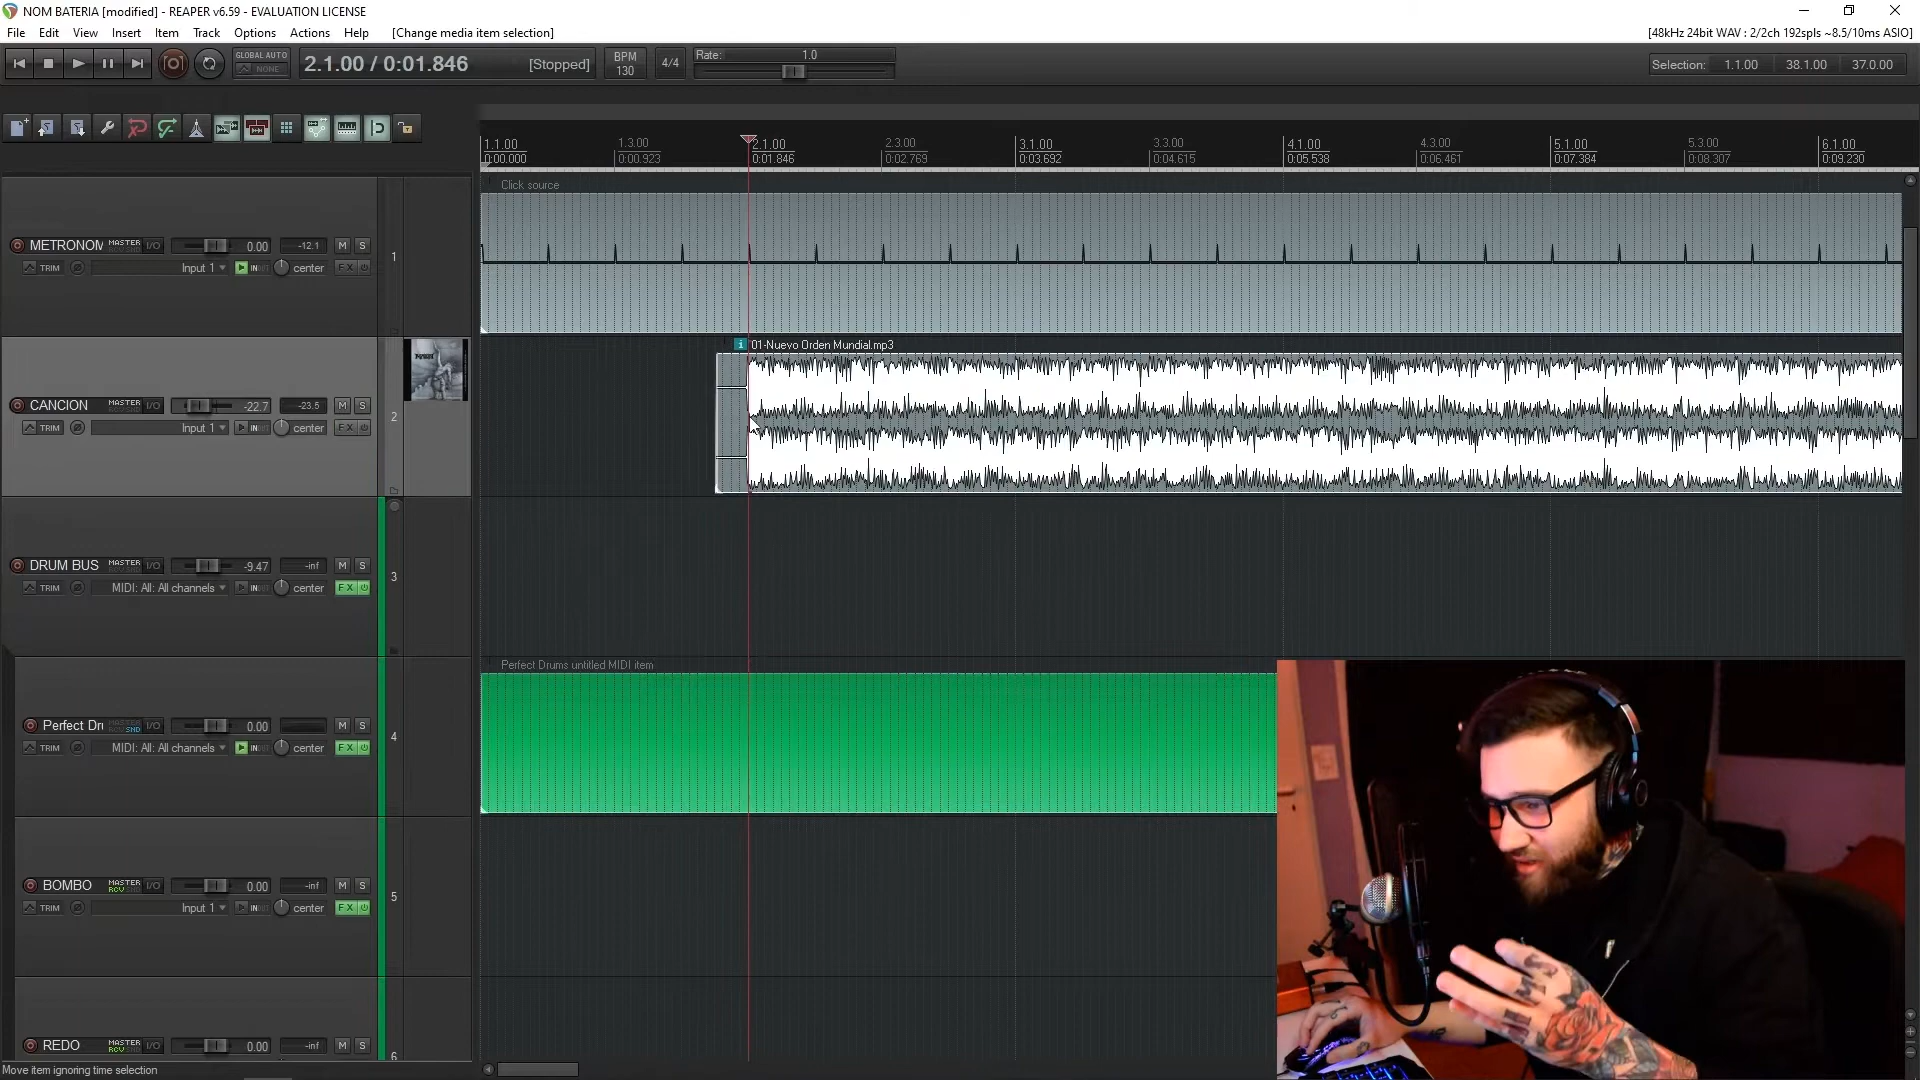 NOM BATERIA [modified] - REAPER v6.59 - EVALUATION LICENSE
File Edit View Insert Item Track Options Actions Help [Change media item selection] [48kHz 24bit WAV : 2/2ch 192spls ~8.5/10ms ASIO]
GLOBAL AUTO
NONE
2.1.00 / 0:01.846 [Stopped]
BPM
130
4/4
Rate: 1.0
Selection: 1.1.00 38.1.00 37.0.00
1.1.00 1.3.00 2.1.00 2.3.00 3.1.00 3.3.00 4.1.00 4.3.00 5.1.00 5.3.00 6.1.00
0:00.000 0:00.923 0:01.846 0:02.769 0:03.692 0:04.615 0:05.538 0:06.461 0:07.384 0:08.307 0:09.230
Click source
METRONOM MASTER I/O 0.00 -12.1 M S
TRIM Input 1 IN center FX
1
i 01-Nuevo Orden Mundial.mp3
CANCION MASTER I/O -22.7 -23.5 M S
TRIM Input 1 IN center FX
2
DRUM BUS MASTER I/O -9.47 -inf M S
TRIM MIDI: All: All channels IN center FX
3
Perfect Drums untitled MIDI item
Perfect Dr MASTER SND I/O 0.00 M S
TRIM MIDI: All: All channels IN center FX
4
BOMBO MASTER RCV I/O 0.00 -inf M S
TRIM Input 1 IN center FX
5
REDO MASTER RCV I/O 0.00 -inf M S
6
Move item ignoring time selection